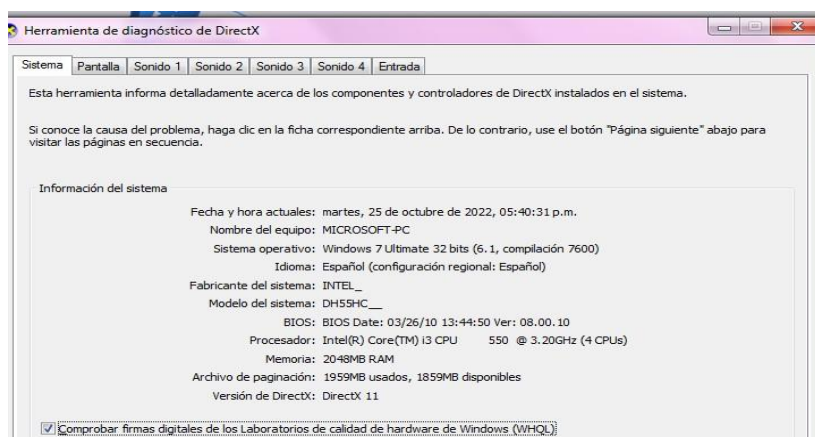 Herramienta de diagnóstico de DirectX
Sistema Pantalla Sonido 1 Sonido 2 Sonido 3 Sonido 4 Entrada
Esta herramienta informa detalladamente acerca de los componentes y controladores de DirectX instalados en el sistema.
Si conoce la causa del problema, haga clic en la ficha correspondiente arriba. De lo contrario, use el botón "Página siguiente" abajo para
visitar las páginas en secuencia.
Información del sistema
Fecha y hora actuales: martes, 25 de octubre de 2022, 05:40:31 p.m.
Nombre del equipo: MICROSOFT-PC
Sistema operativo: Windows 7 Ultimate 32 bits (6.1, compilación 7600)
Idioma: Español (configuración regional: Español)
Fabricante del sistema: INTEL_
Modelo del sistema: DH55HC__
BIOS: BIOS Date: 03/26/10 13:44:50 Ver: 08.00.10
Procesador: Intel(R) Core(TM) i3 CPU 550 @ 3.20GHz (4 CPUs)
Memoria: 2048MB RAM
Archivo de paginación: 1959MB usados, 1859MB disponibles
Versión de DirectX: DirectX 11
Comprobar firmas digitales de los Laboratorios de calidad de hardware de Windows (WHQL)